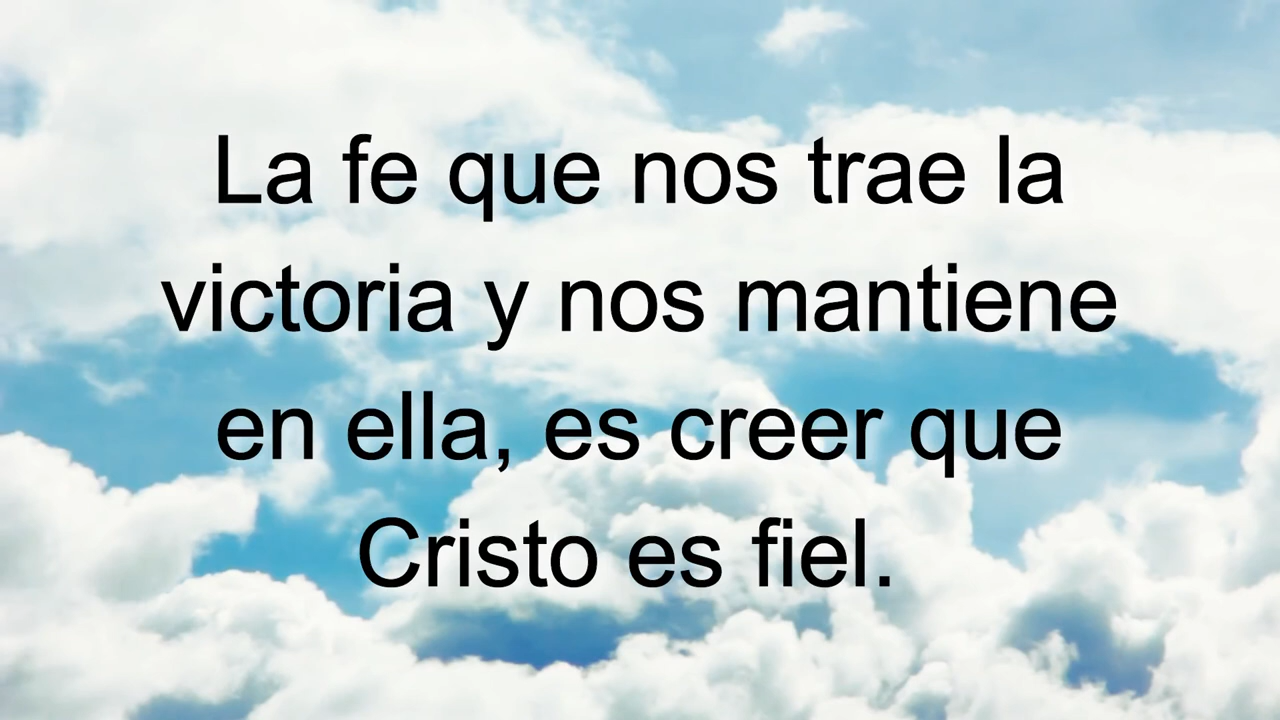 La fe que nos trae la
victoria y nos mantiene
en ella, es creer que
Cristo es fiel.